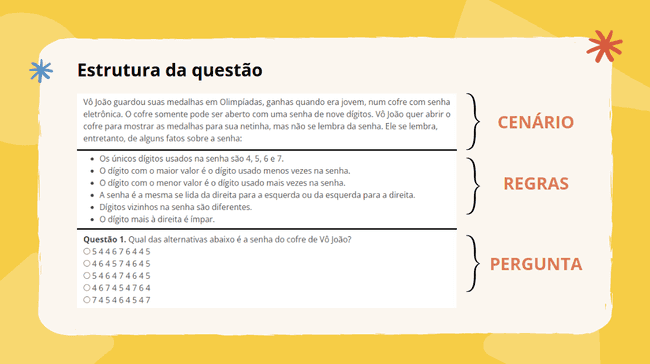 Estrutura da questão
Vô João guardou suas medalhas em Olimpíadas, ganhas quando era jovem, num cofre com senha
eletrônica. O cofre somente pode ser aberto com uma senha de nove dígitos. Vô João quer abrir o
cofre para mostrar as medalhas para sua netinha, mas não se lembra da senha. Ele se lembra,
entretanto, de alguns fatos sobre a senha:
CENÁRIO
• Os únicos dígitos usados na senha são 4, 5, 6 e 7.
• O dígito com o maior valor é o dígito usado menos vezes na senha.
• O dígito com o menor valor é o dígito usado mais vezes na senha.
• A senha é a mesma se lida da direita para a esquerda ou da esquerda para a direita.
• Dígitos vizinhos na senha são diferentes.
• O dígito mais à direita é ímpar.
REGRAS
Questão 1. Qual das alternativas abaixo é a senha do cofre de Vô João?
5 4 4 6 7 6 4 4 5
4 6 4 5 7 4 6 4 5
5 4 6 4 7 4 6 4 5
4 6 7 4 5 4 7 6 4
7 4 5 4 6 4 5 4 7
PERGUNTA